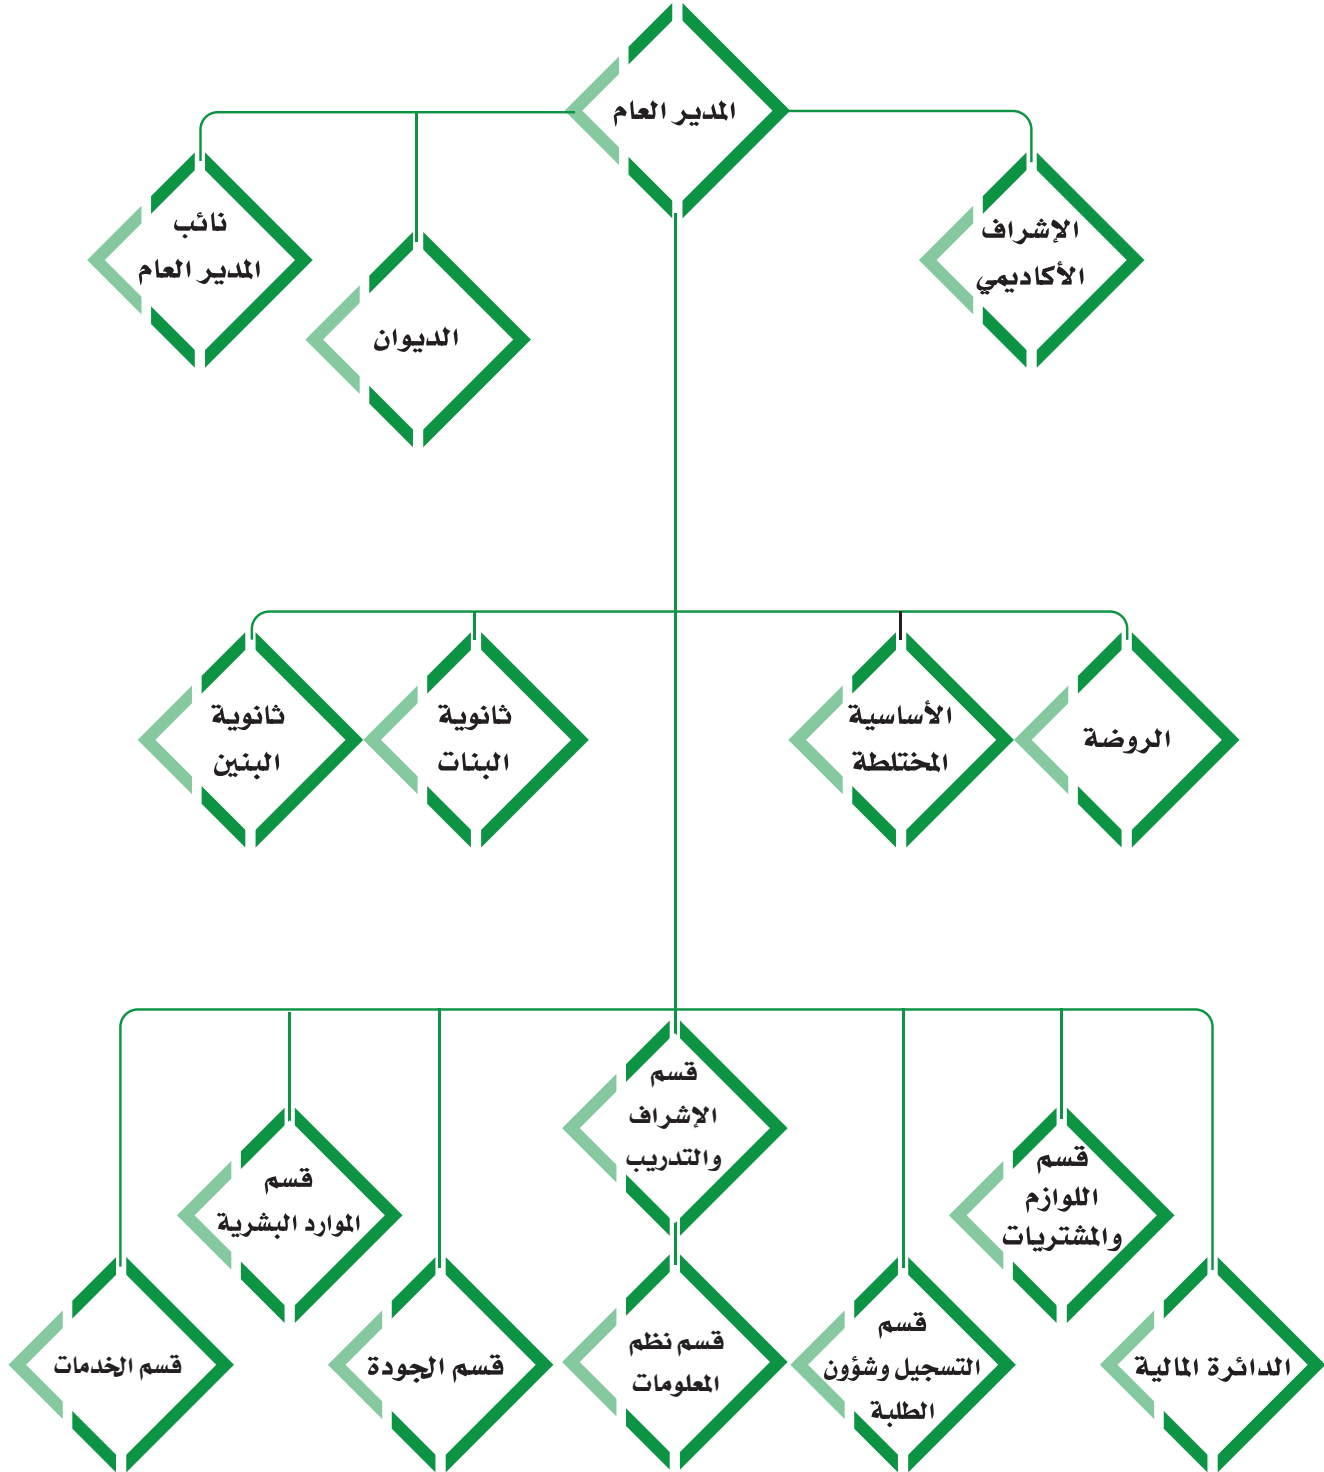 المدير العام
الإشراف
الأكاديمي
نائب
المدير العام
الديوان
الروضة
الأساسية
المختلطة
ثانوية
البنات
ثانوية
البنين
قسم
الإشراف
والتدريب
قسم
اللوازم
والمشتريات
قسم
الموارد البشرية
الدائرة المالية
قسم
التسجيل وشؤون
الطلبة
قسم نظم
المعلومات
قسم الجودة
قسم الخدمات